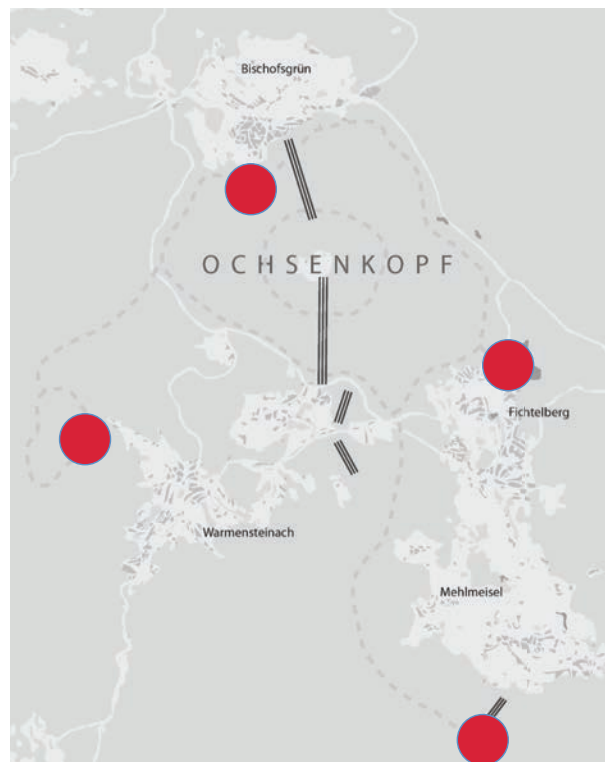 Bischofsgrün
OCHSENKOPF
Fichtelberg
Warmensteinach
Mehlmeisel